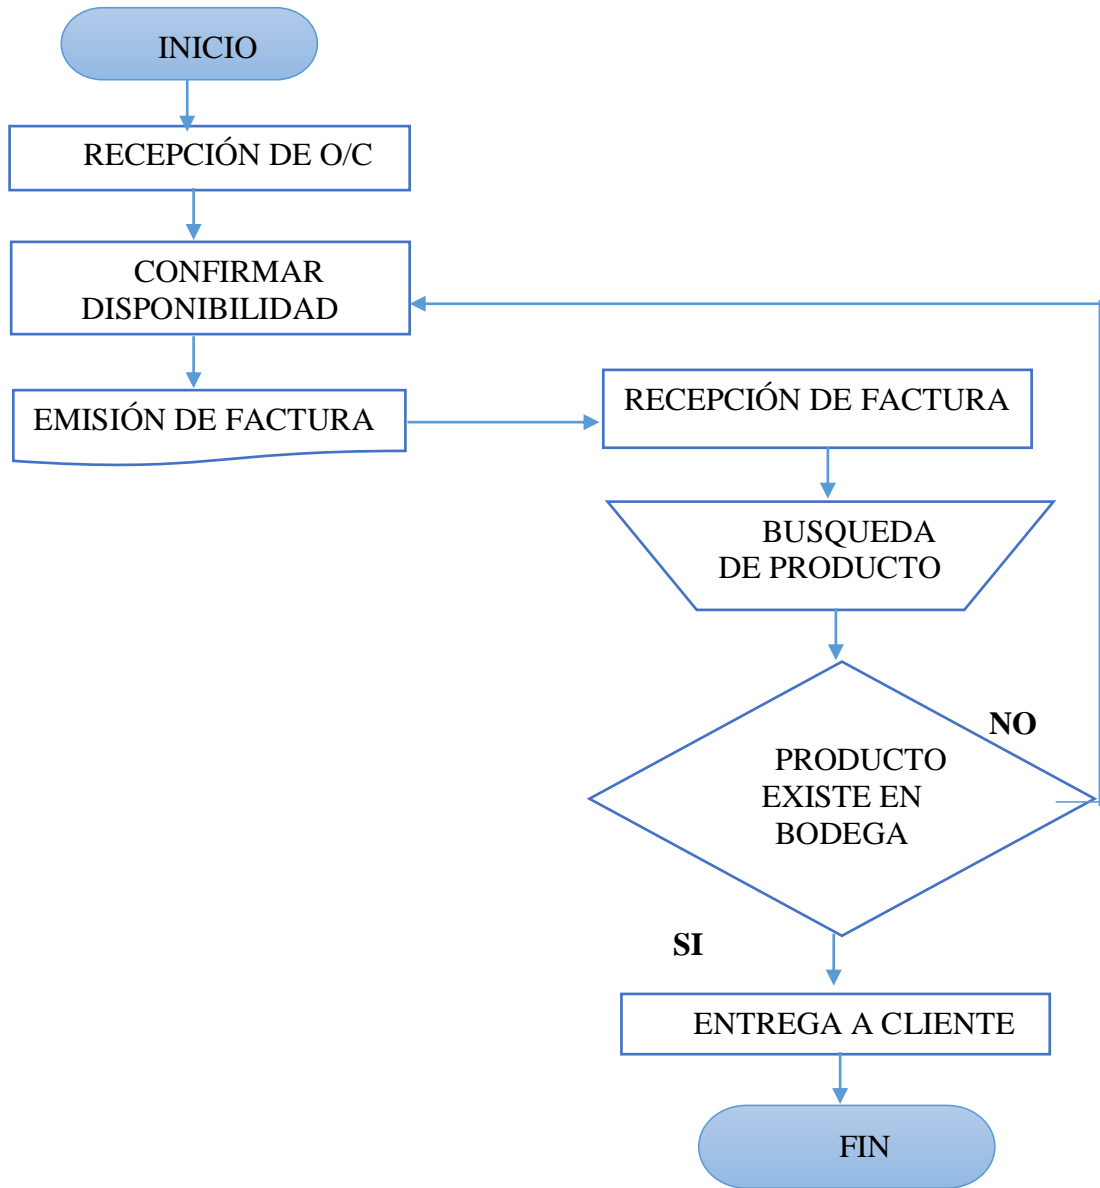 INICIO
RECEPCIÓN DE O/C
CONFIRMAR
DISPONIBILIDAD
EMISIÓN DE FACTURA
RECEPCIÓN DE FACTURA
BUSQUEDA
DE PRODUCTO
NO
PRODUCTO
EXISTE EN
BODEGA
SI
ENTREGA A CLIENTE
FIN